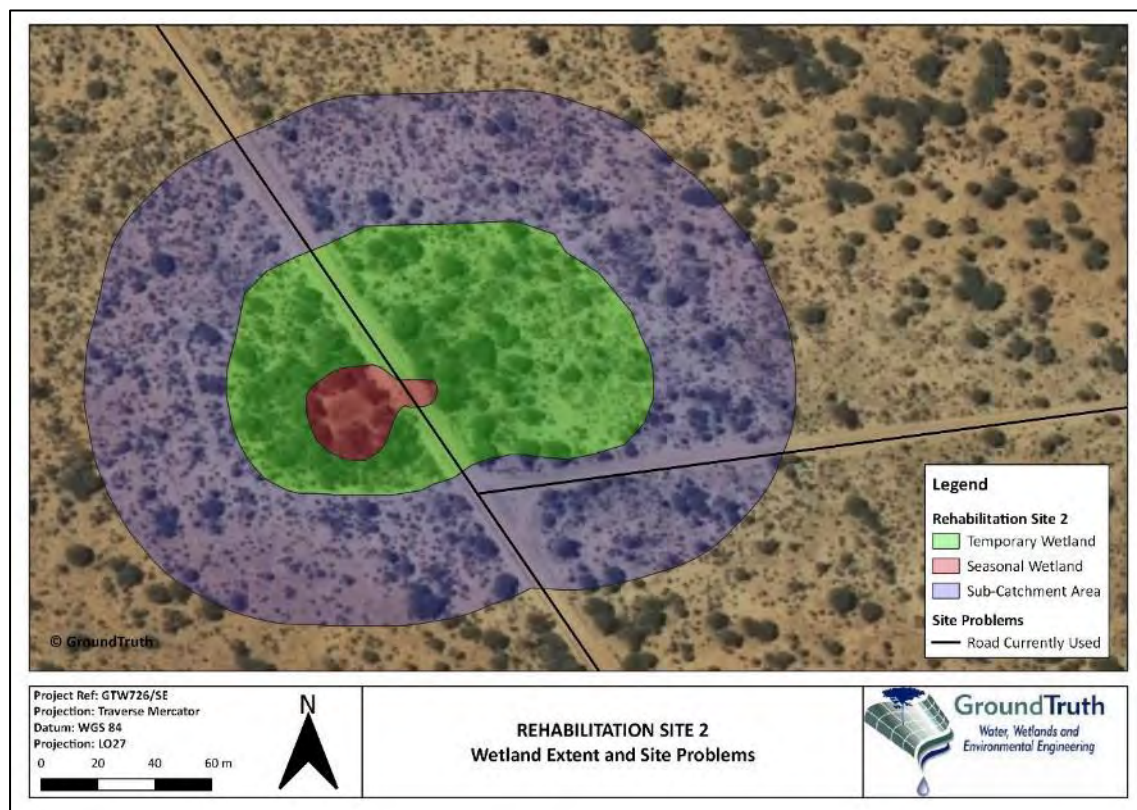 Legend
Rehabilitation Site 2
Temporary Wetland
Seasonal Wetland
Sub-Catchment Area
Site Problems
Road Currently Used
© GroundTruth
Project Ref: GTW726/SE
Projection: Traverse Mercator
Datum: WGS 84
Projection: LO27
0 20 40 60 m
N
REHABILITATION SITE 2
Wetland Extent and Site Problems
GroundTruth
Water, Wetlands and
Environmental Engineering